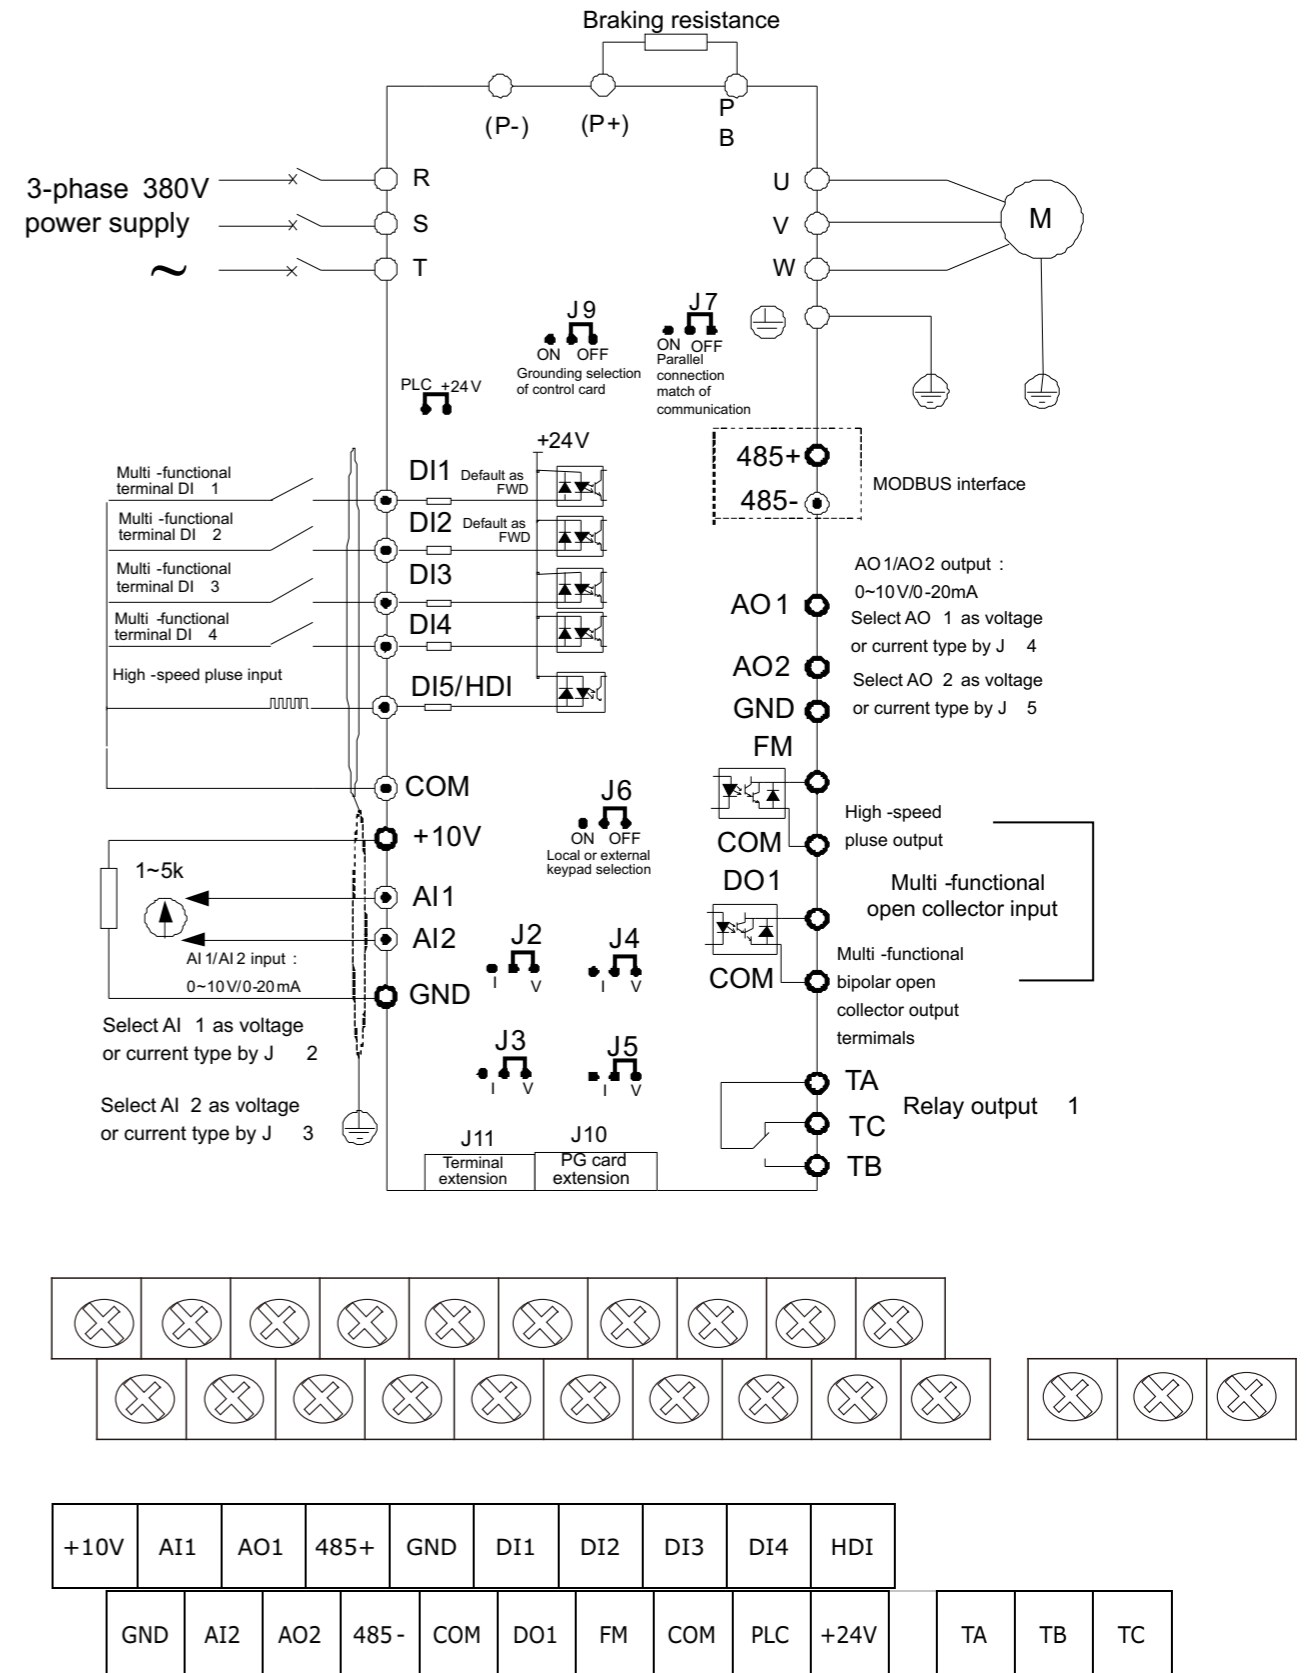 Braking resistance
(P-)
(P+)
P
B
3-phase 380V
power supply
~
R
S
T
U
V
W
M
J9
ON OFF
Grounding selection
of control card
J7
ON OFF
Parallel
connection
match of
communication
PLC +24V
+24V
Multi -functional
terminal DI 1
DI1
Default as
FWD
Multi -functional
terminal DI 2
DI2
Default as
FWD
Multi -functional
terminal DI 3
DI3
Multi -functional
terminal DI 4
DI4
High -speed pluse input
DI5/HDI
485+
485-
MODBUS interface
AO1/AO2 output :
0~10V/0-20mA
AO1
Select AO 1 as voltage
or current type by J 4
AO2
Select AO 2 as voltage
or current type by J 5
GND
FM
COM
High -speed
pluse output
DO1
COM
Multi -functional
open collector input
Multi -functional
bipolar open
collector output
termimals
COM
+10V
1~5k
AI1
AI2
AI1/AI2 input :
0~10V/0-20mA
GND
Select AI 1 as voltage
or current type by J 2
Select AI 2 as voltage
or current type by J 3
J6
ON OFF
Local or external
keypad selection
J2
I V
J4
I V
J3
I V
J5
I V
J11
Terminal
extension
J10
PG card
extension
TA
TC
TB
Relay output 1
+10V AI1 AO1 485+ GND DI1 DI2 DI3 DI4 HDI
GND AI2 AO2 485- COM DO1 FM COM PLC +24V TA TB TC